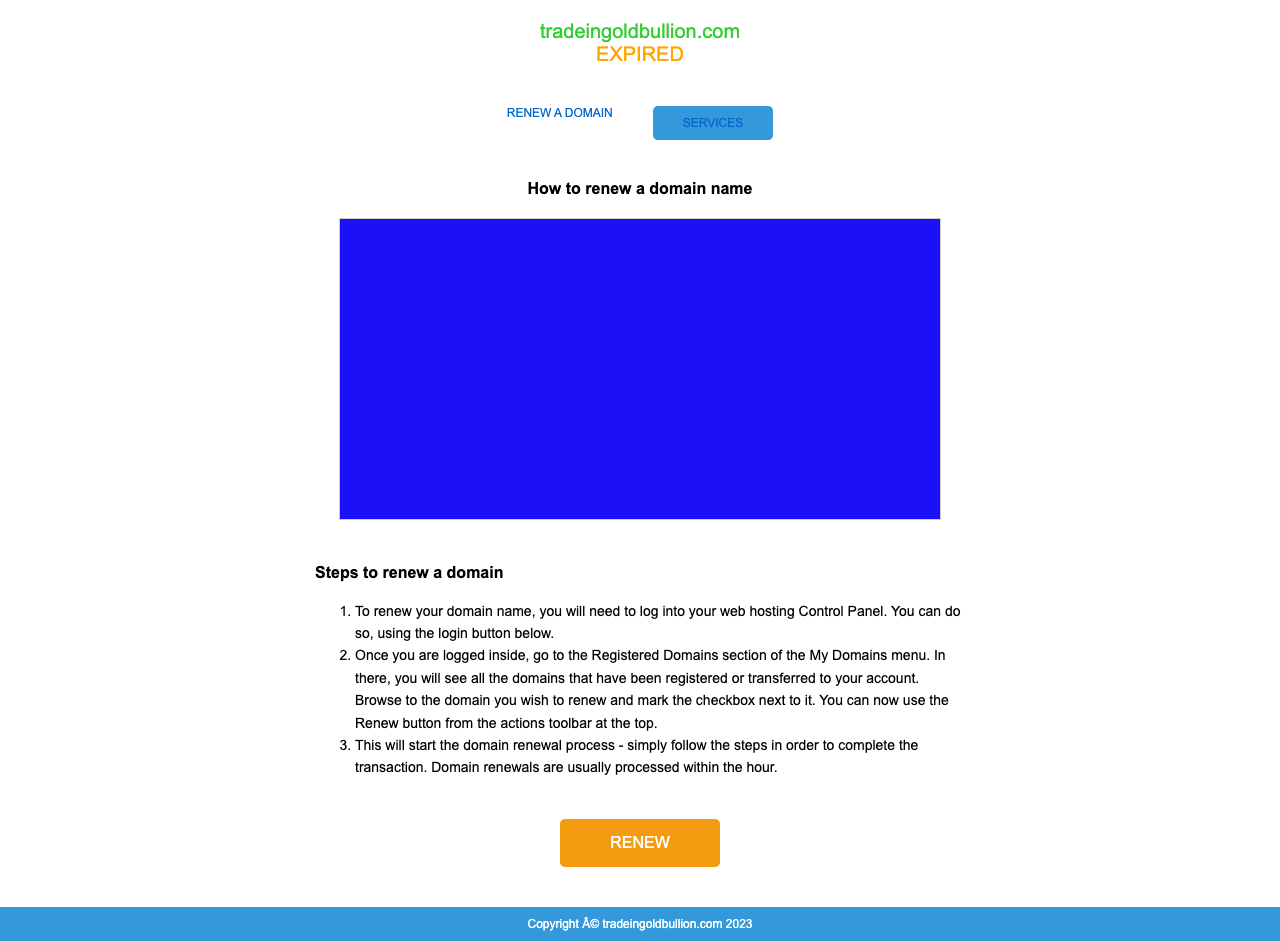 tradeingoldbullion.com
EXPIRED
RENEW A DOMAIN
SERVICES
How to renew a domain name
Steps to renew a domain
1. To renew your domain name, you will need to log into your web hosting Control Panel. You can do
so, using the login button below.
2. Once you are logged inside, go to the Registered Domains section of the My Domains menu. In
there, you will see all the domains that have been registered or transferred to your account.
Browse to the domain you wish to renew and mark the checkbox next to it. You can now use the
Renew button from the actions toolbar at the top.
3. This will start the domain renewal process - simply follow the steps in order to complete the
transaction. Domain renewals are usually processed within the hour.
RENEW
Copyright Â© tradeingoldbullion.com 2023